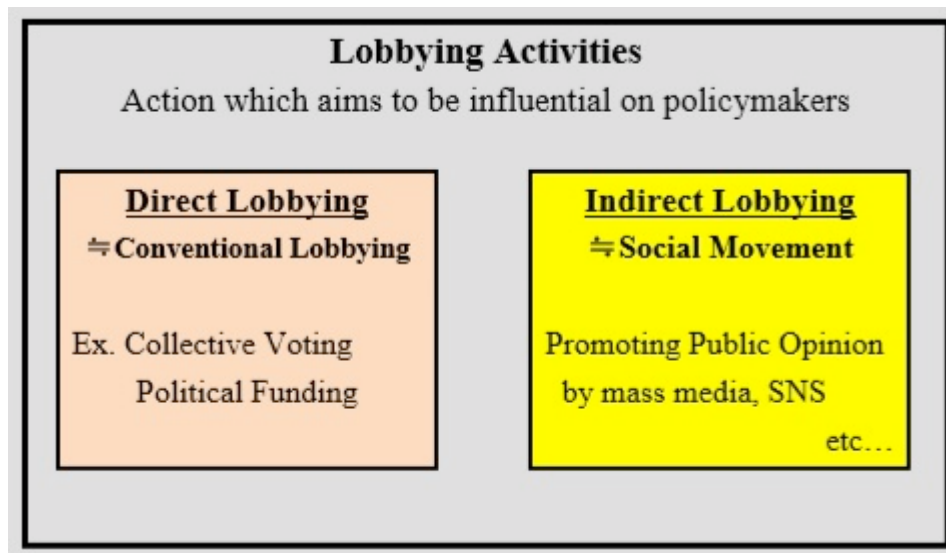 Lobbying Activities
Action which aims to be influential on policymakers
Direct Lobbying
≒Conventional Lobbying
Ex. Collective Voting
Political Funding
Indirect Lobbying
≒Social Movement
Promoting Public Opinion
by mass media, SNS
etc…